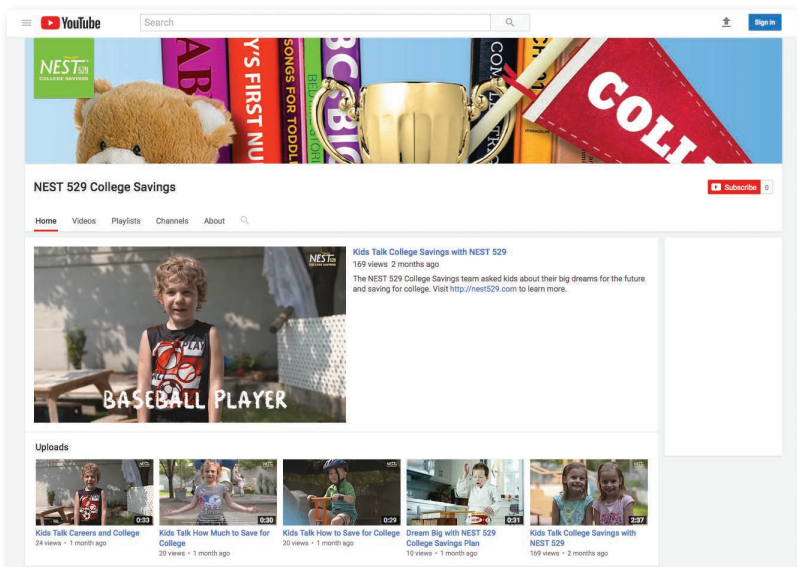 YouTube
Search
Sign in
NEST 529
COLLEGE SAVINGS
AB
Y'S FIRST NU
SONGS FOR TODDL
BC BIG
COLL
NEST 529 College Savings
Subscribe 0
Home Videos Playlists Channels About
NEST 529
COLLEGE SAVINGS
PLAY
BASEBALL PLAYER
Kids Talk College Savings with NEST 529
169 views 2 months ago
The NEST 529 College Savings team asked kids about their big dreams for the future
and saving for college. Visit http://nest529.com to learn more.
Uploads
0:33
0:30
0:29
0:31
2:37
Kids Talk Careers and College
24 views • 1 month ago
Kids Talk How Much to Save for
College
20 views • 1 month ago
Kids Talk How to Save for College
20 views • 1 month ago
Dream Big with NEST 529
College Savings Plan
10 views • 1 month ago
Kids Talk College Savings with
NEST 529
169 views • 2 months ago